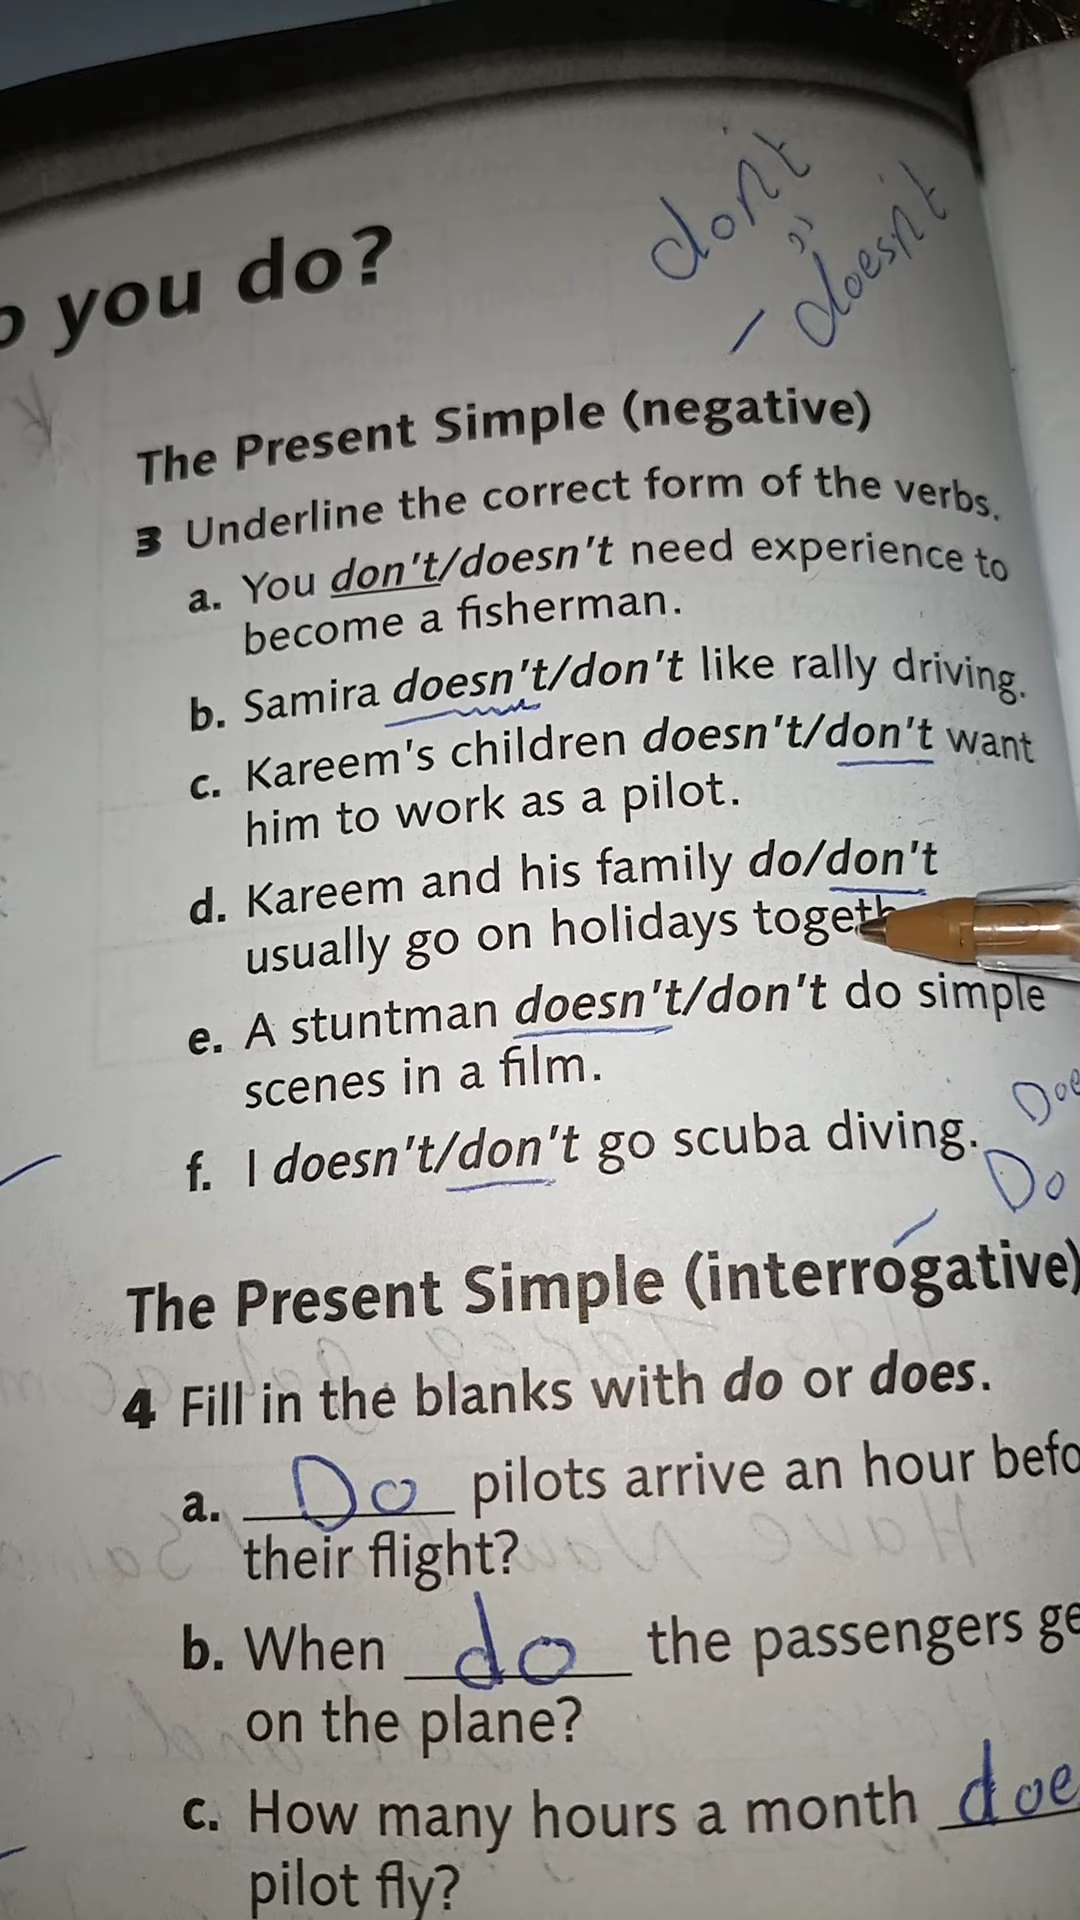 don't
"
- doesn't
you do?
The Present Simple (negative)
3 Underline the correct form of the verbs.
a. You don't/doesn't need experience to
become a fisherman.
b. Samira doesn't/don't like rally driving.
c. Kareem's children doesn't/don't want
him to work as a pilot.
d. Kareem and his family do/don't
usually go on holidays togeth
e. A stuntman doesn't/don't do simple
scenes in a film.
f. I doesn't/don't go scuba diving.
Doe
Do
The Present Simple (interrogative)
4 Fill in the blanks with do or does.
a. Do pilots arrive an hour befo
their flight?
b. When do the passengers ge
on the plane?
c. How many hours a month doe
pilot fly?